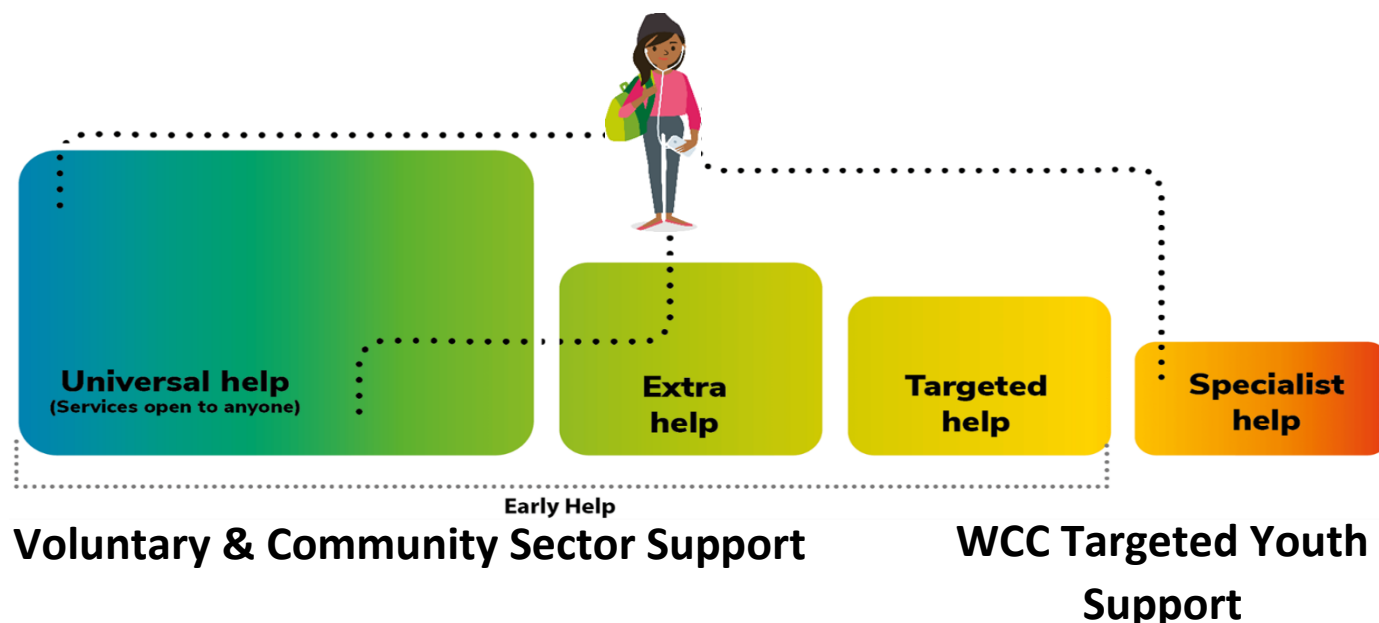 Universal help
(Services open to anyone)
Extra
help
Targeted
help
Specialist
help
Early Help
Voluntary & Community Sector Support
WCC Targeted Youth
Support